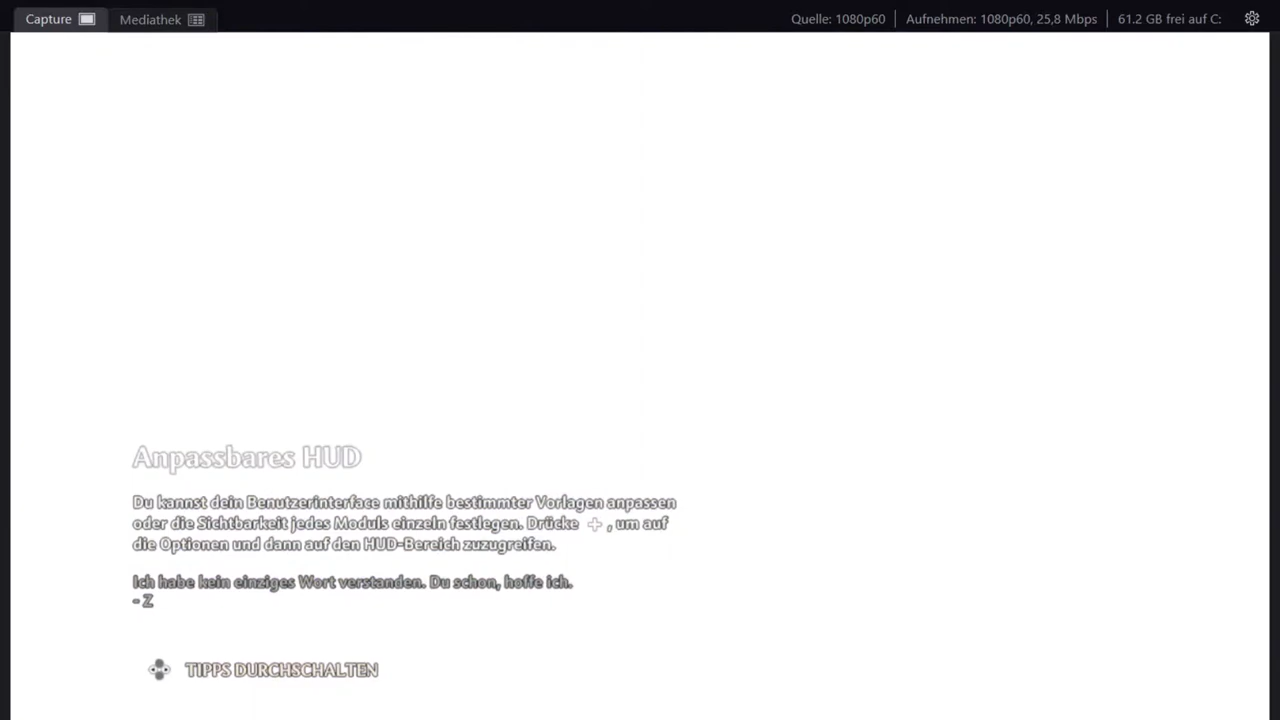 Capture
Mediathek
Quelle: 1080p60
Aufnehmen: 1080p60, 25,8 Mbps
61.2 GB frei auf C:
Anpassbares HUD
Du kannst dein Benutzerinterface mithilfe bestimmter Vorlagen anpassen
oder die Sichtbarkeit jedes Moduls einzeln festlegen. Drücke + , um auf
die Optionen und dann auf den HUD-Bereich zuzugreifen.
Ich habe kein einziges Wort verstanden. Du schon, hoffe ich.
- Z
TIPPS DURCHSCHALTEN